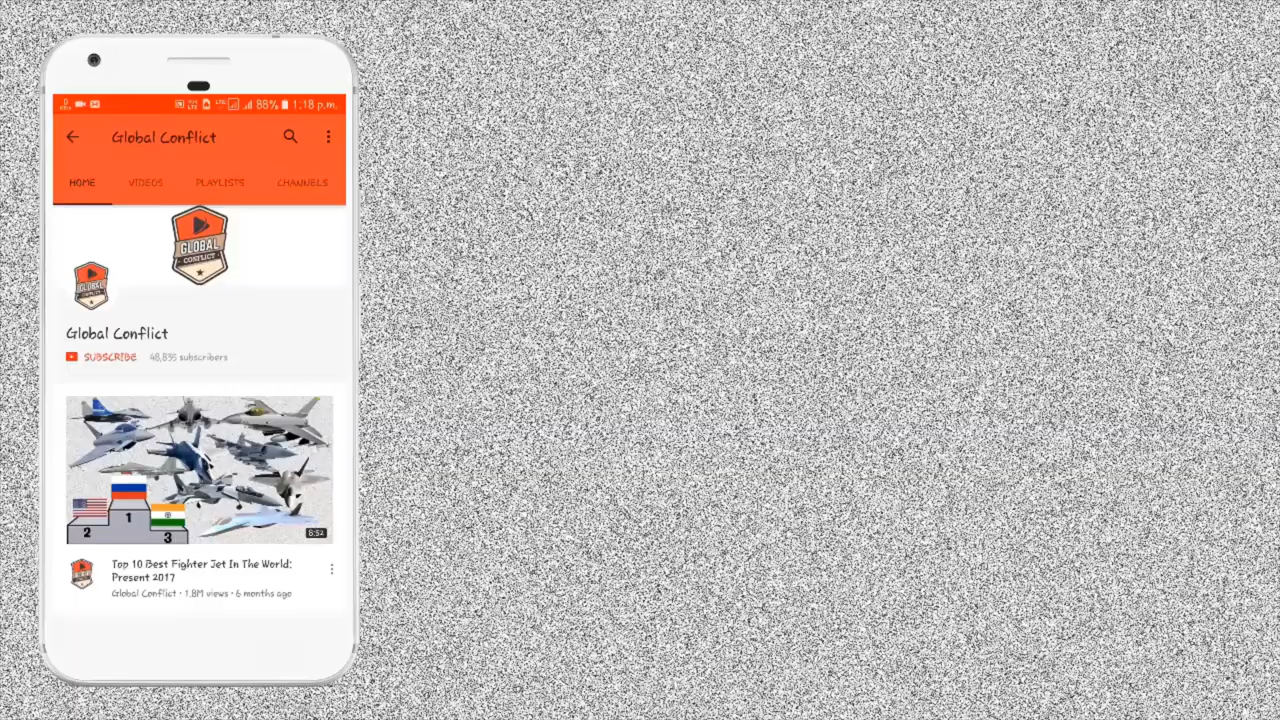 88% 1:18 p.m.
Global Conflict
HOME VIDEOS PLAYLISTS CHANNELS
GLOBAL
CONFLICT
GLOBAL
Global Conflict
SUBSCRIBE 48,835 subscribers
1
2
3
8:52
Top 10 Best Fighter Jet In The World:
Present 2017
Global Conflict • 1.8M views • 6 months ago